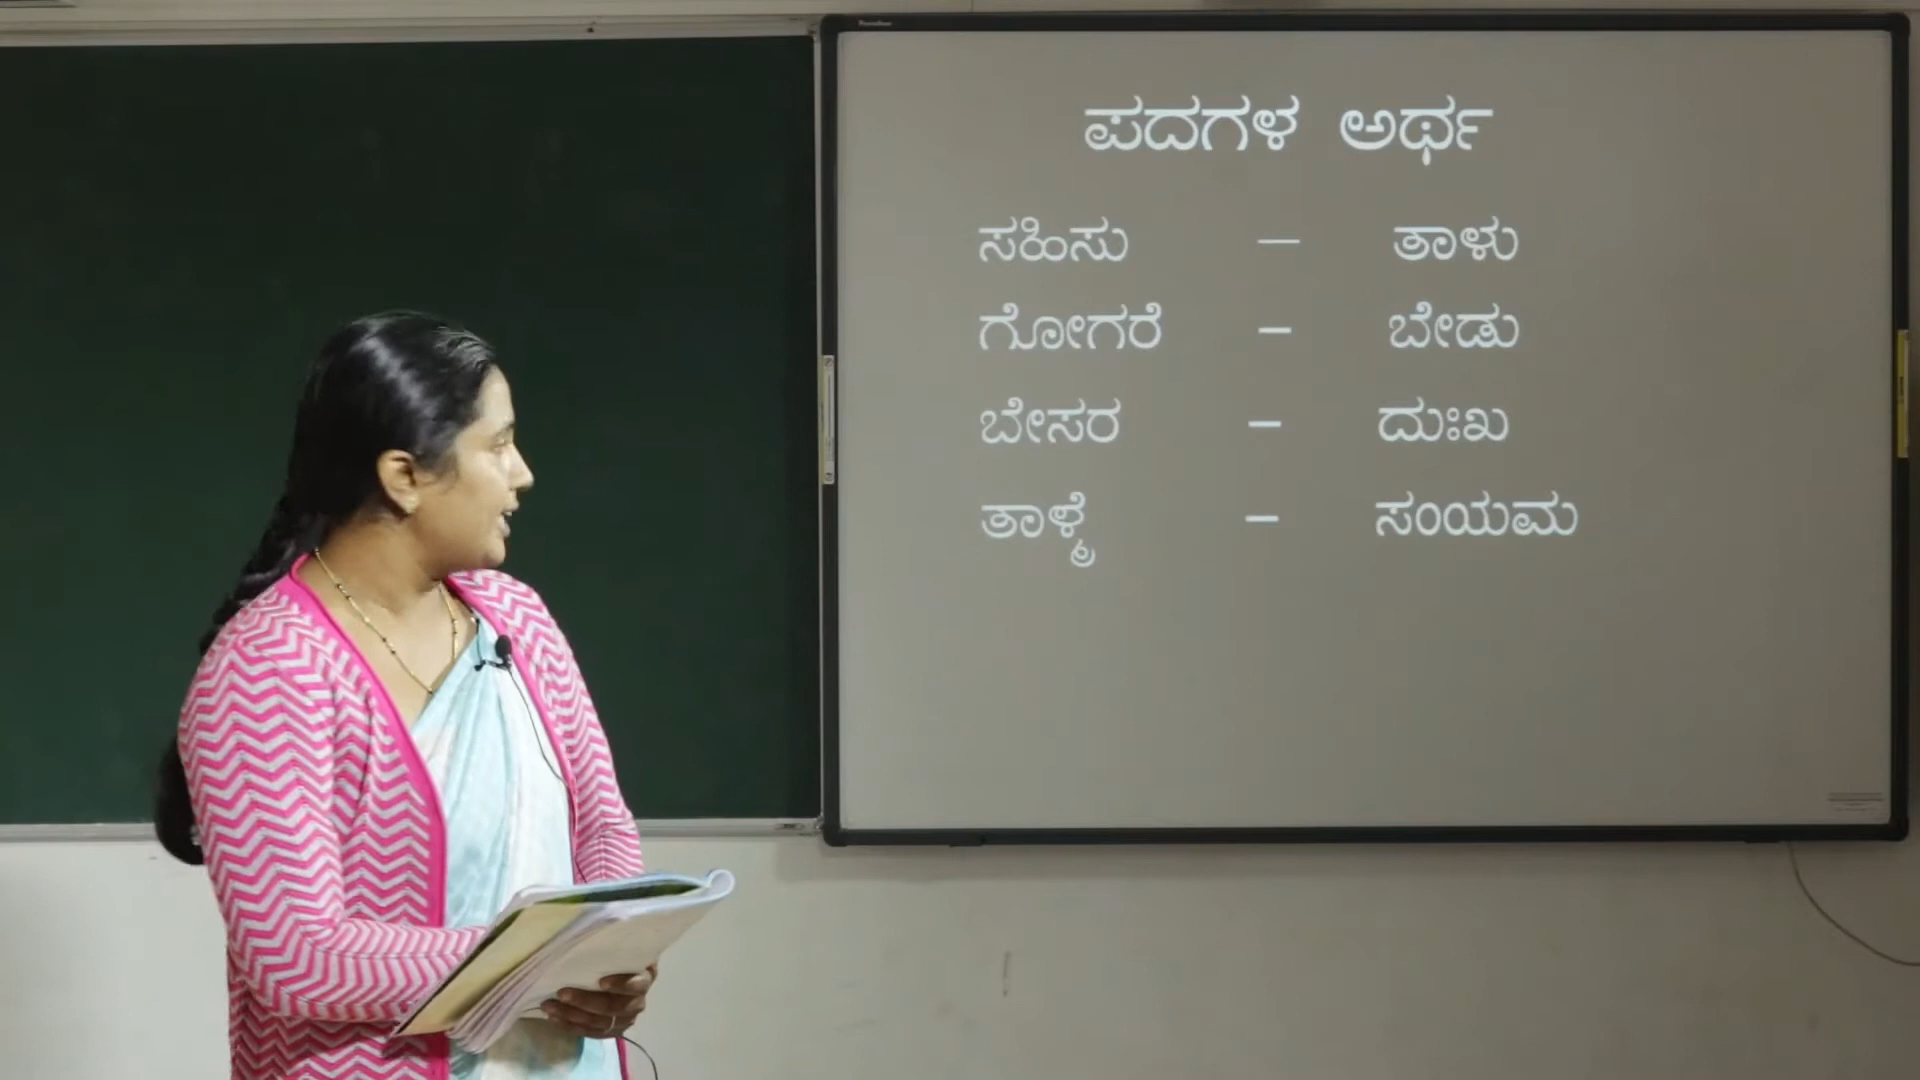 ಪದಗಳ ಅರ್ಥ
ಸಹಿಸು – ತಾಳು
ಗೋಗರೆ – ಬೇಡು
ಬೇಸರ – ದುಃಖ
ತಾಳ್ಮೆ – ಸಂಯಮ